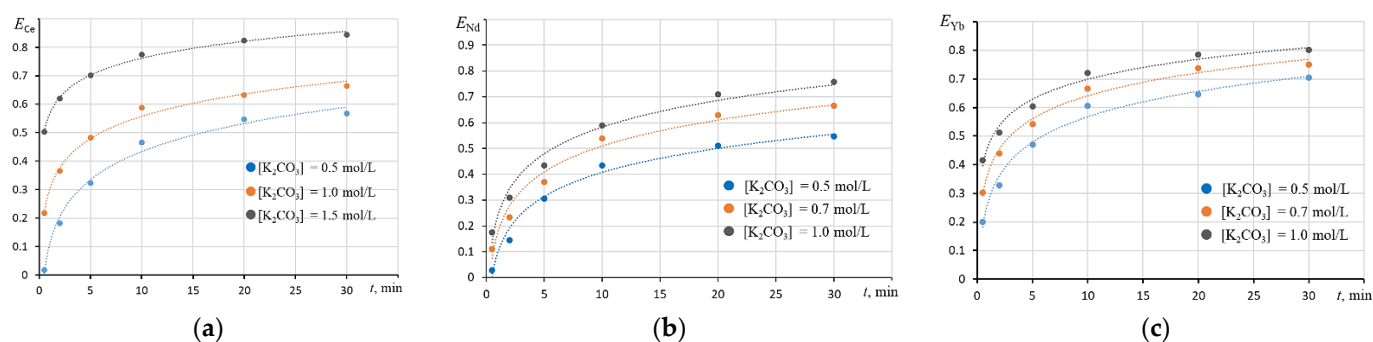 E_Ce
0.8
0.7
0.6
0.5
0.4
0.3
0.2
0.1
0
0 5 10 15 20 25 30 t, min
[K₂CO₃] = 0.5 mol/L
[K₂CO₃] = 1.0 mol/L
[K₂CO₃] = 1.5 mol/L
(a)
E_Nd
0.9
0.8
0.7
0.6
0.5
0.4
0.3
0.2
0.1
0
0 5 10 15 20 25 30 t, min
[K₂CO₃] = 0.5 mol/L
[K₂CO₃] = 0.7 mol/L
[K₂CO₃] = 1.0 mol/L
(b)
E_Yb
0.8
0.7
0.6
0.5
0.4
0.3
0.2
0.1
0
0 5 10 15 20 25 30 t, min
[K₂CO₃] = 0.5 mol/L
[K₂CO₃] = 0.7 mol/L
[K₂CO₃] = 1.0 mol/L
(c)